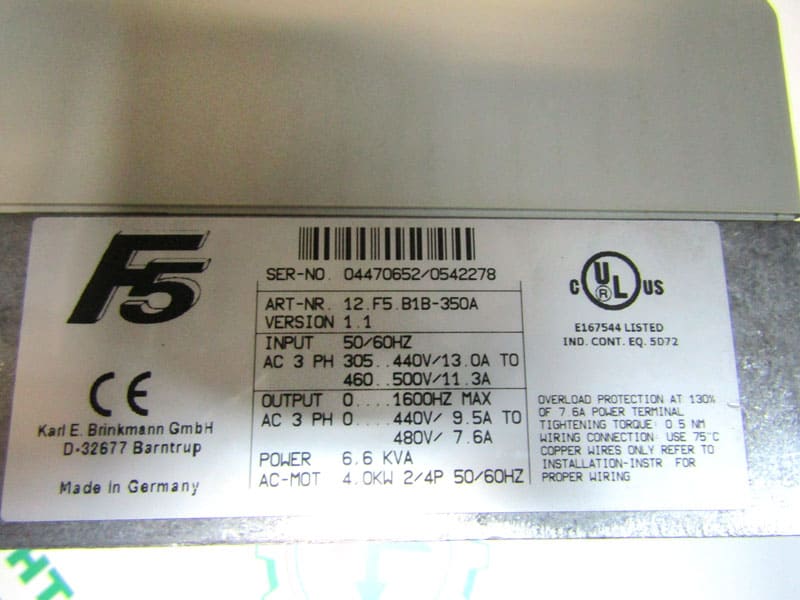 F5
SER-NO. 04470652/0542278
ART-NR. 12.F5.B1B-350A
VERSION 1.1
INPUT 50/60HZ
AC 3 PH 305..440V/13.0A TO
460..500V/11.3A
OUTPUT 0....1600HZ MAX
AC 3 PH 0....440V/ 9.5A TO
480V/ 7.6A
POWER 6.6 KVA
AC-MOT 4.0KW 2/4P 50/60HZ
CE
Karl E. Brinkmann GmbH
D-32677 Barntrup
Made in Germany
C UL US
E167544 LISTED
IND. CONT. EQ. 5D72
OVERLOAD PROTECTION AT 130%
OF 7.6A POWER TERMINAL
TIGHTENING TORQUE: 0.5 NM
WIRING CONNECTION: USE 75°C
COPPER WIRES ONLY REFER TO
INSTALLATION-INSTR FOR
PROPER WIRING
HT